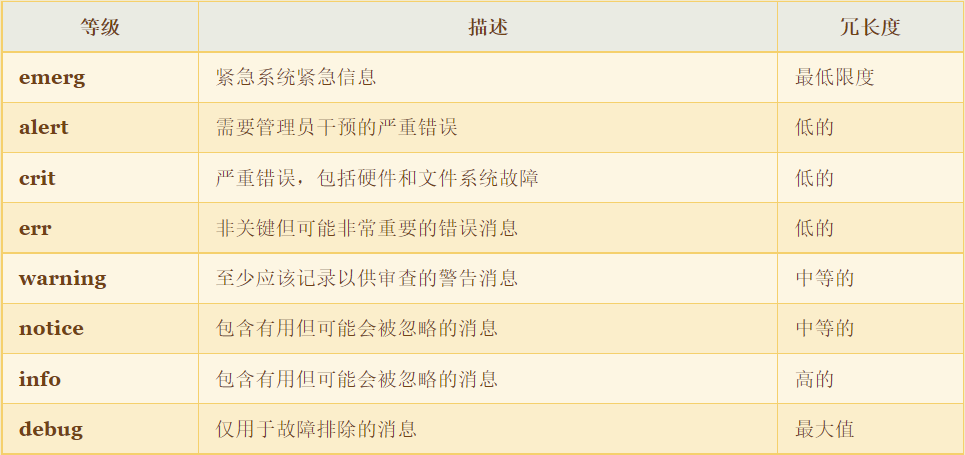 等级 描述 冗长度
emerg 紧急系统紧急信息 最低限度
alert 需要管理员干预的严重错误 低的
crit 严重错误，包括硬件和文件系统故障 低的
err 非关键但可能非常重要的错误消息 低的
warning 至少应该记录以供审查的警告消息 中等的
notice 包含有用但可能会被忽略的消息 中等的
info 包含有用但可能会被忽略的消息 高的
debug 仅用于故障排除的消息 最大值